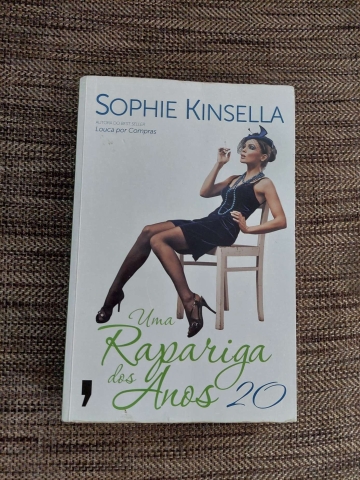 SOPHIE KINSELLA
Louca por Compras
Uma
Rapariga
dos Anos 20